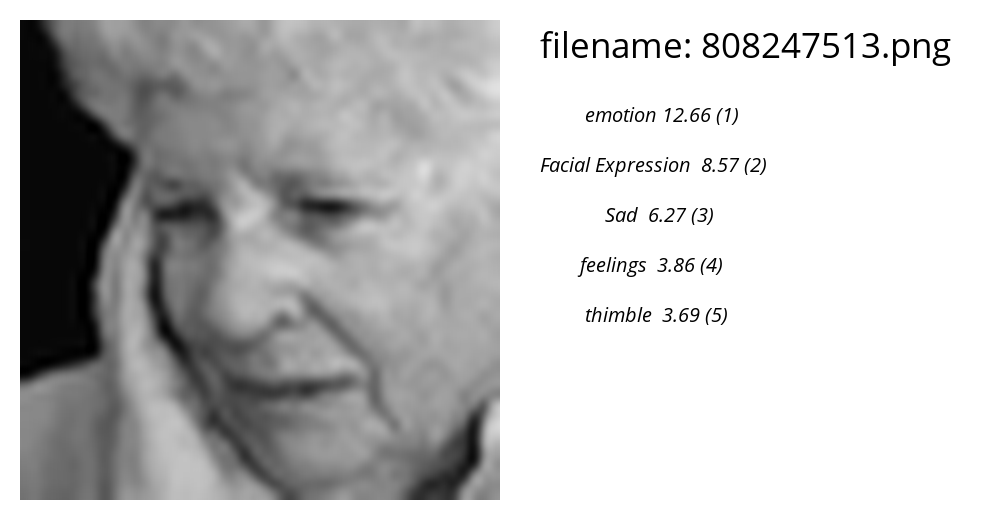 filename: 808247513.png
emotion 12.66 (1)
Facial Expression 8.57 (2)
Sad 6.27 (3)
feelings 3.86 (4)
thimble 3.69 (5)